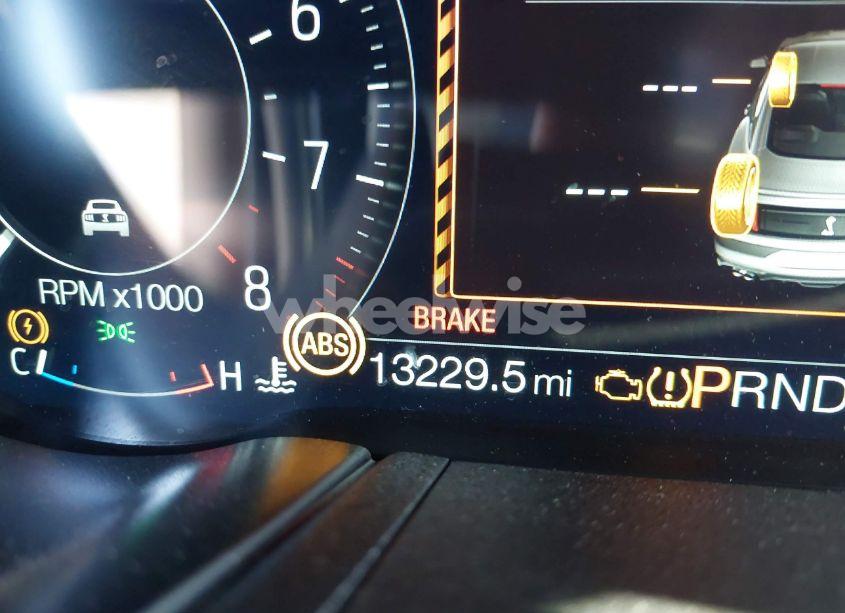 6
7
8
RPM x1000
wheelwise
BRAKE
C
H
ABS
13229.5 mi
PRND
---
---